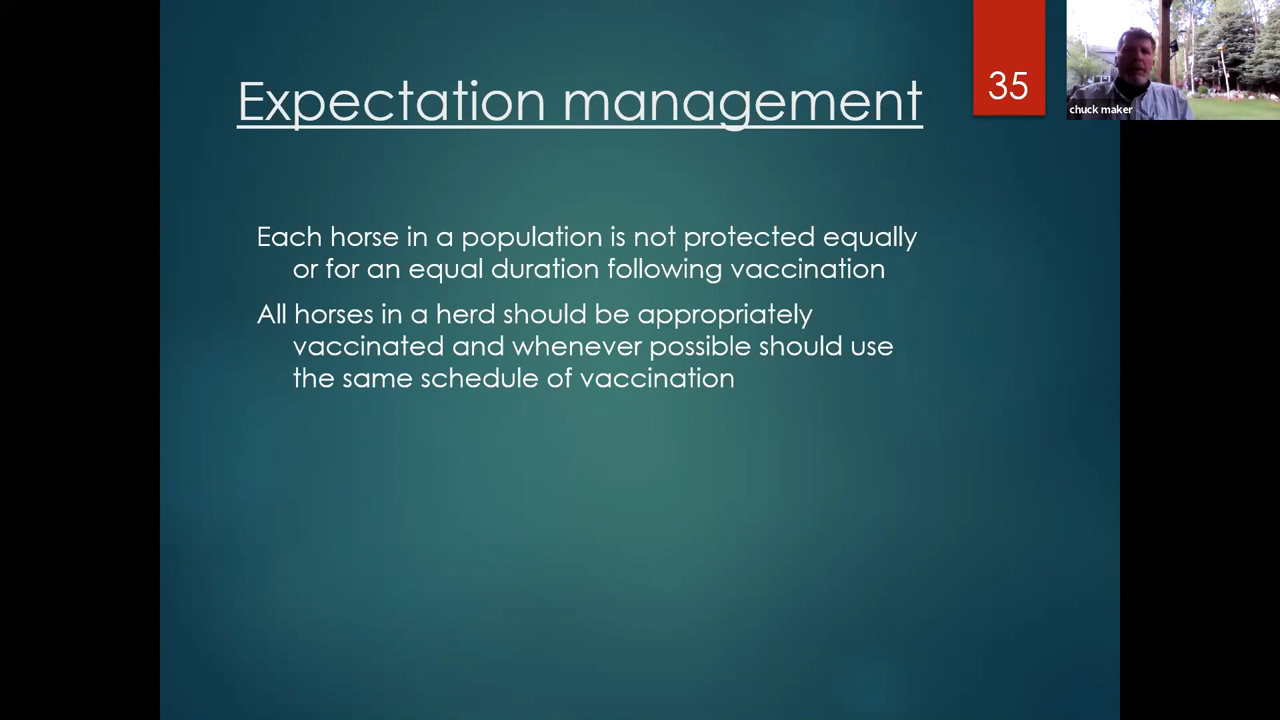 Expectation management
35
chuck maker
Each horse in a population is not protected equally
or for an equal duration following vaccination
All horses in a herd should be appropriately
vaccinated and whenever possible should use
the same schedule of vaccination